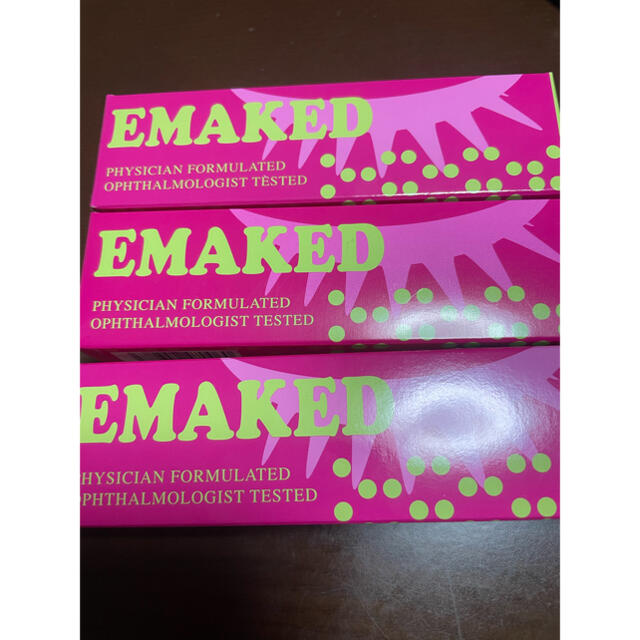 EMAKED
PHYSICIAN FORMULATED
OPHTHALMOLOGIST TESTED
EMAKED
PHYSICIAN FORMULATED
OPHTHALMOLOGIST TESTED
EMAKED
PHYSICIAN FORMULATED
OPHTHALMOLOGIST TESTED